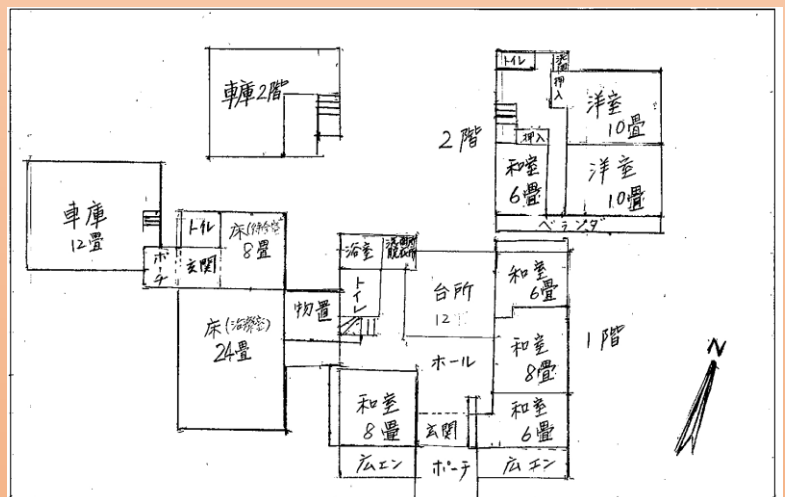 車庫2階
2階
トイレ
押入
洋室
10畳
押入
和室
6畳
洋室
10畳
ベランダ
車庫
12畳
ポーチ
トイレ
玄関
床(待合室)
8畳
床(治療室)
24畳
物置
浴室
トイレ
台所
12
ホール
和室
6畳
和室
8畳
和室
6畳
1階
和室
8畳
玄関
広エン
ポーチ
広エン
N